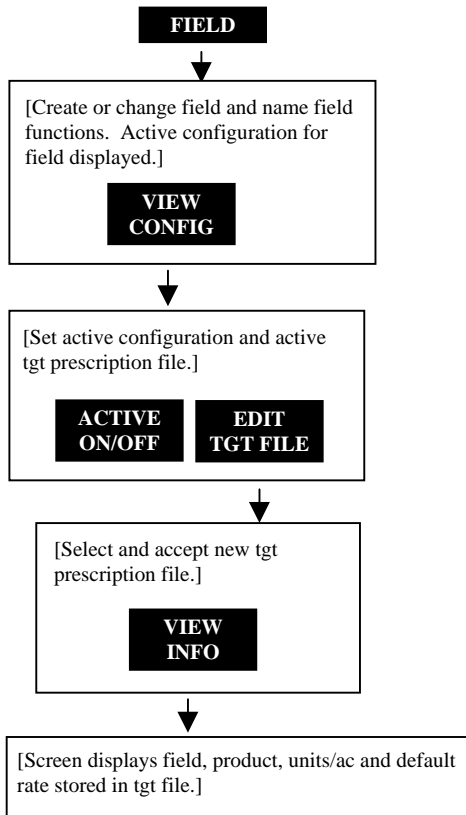 FIELD
[Create or change field and name field
functions.  Active configuration for
field displayed.]
VIEW
CONFIG
[Set active configuration and active
tgt prescription file.]
ACTIVE
ON/OFF
EDIT
TGT FILE
[Select and accept new tgt
prescription file.]
VIEW
INFO
[Screen displays field, product, units/ac and default
rate stored in tgt file.]